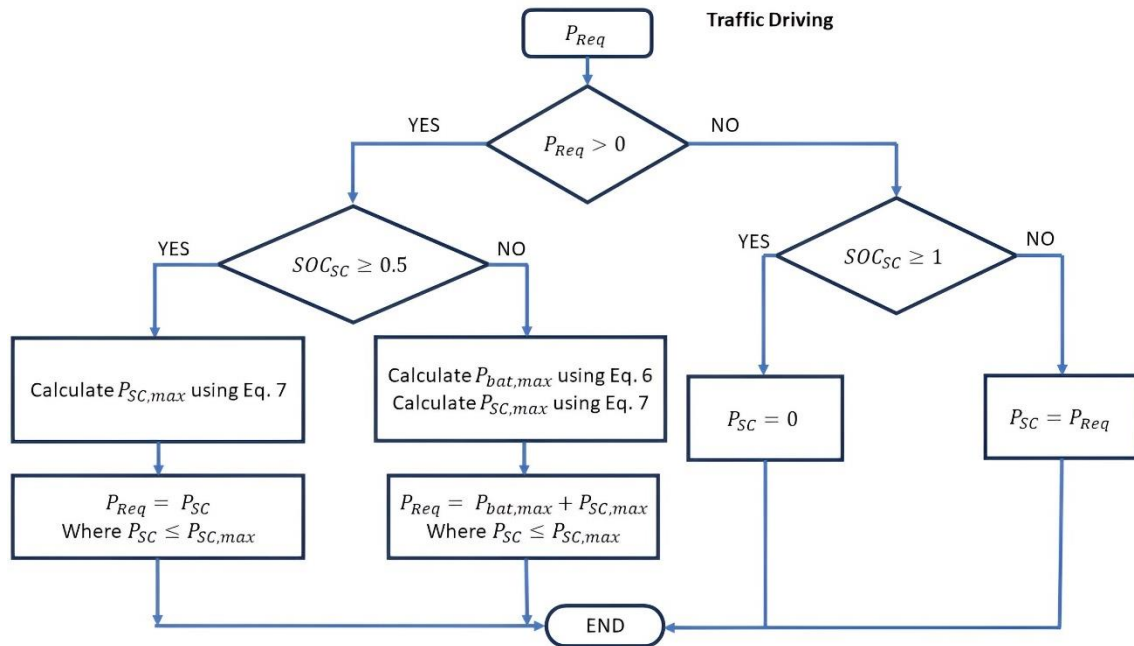 Traffic Driving
P_Req
YES
NO
P_Req > 0
YES
NO
SOC_SC ≥ 0.5
YES
NO
SOC_SC ≥ 1
Calculate P_SC,max using Eq. 7
Calculate P_bat,max using Eq. 6
Calculate P_SC,max using Eq. 7
P_SC = 0
P_SC = P_Req
P_Req = P_SC
Where P_SC ≤ P_SC,max
P_Req = P_bat,max + P_SC,max
Where P_SC ≤ P_SC,max
END